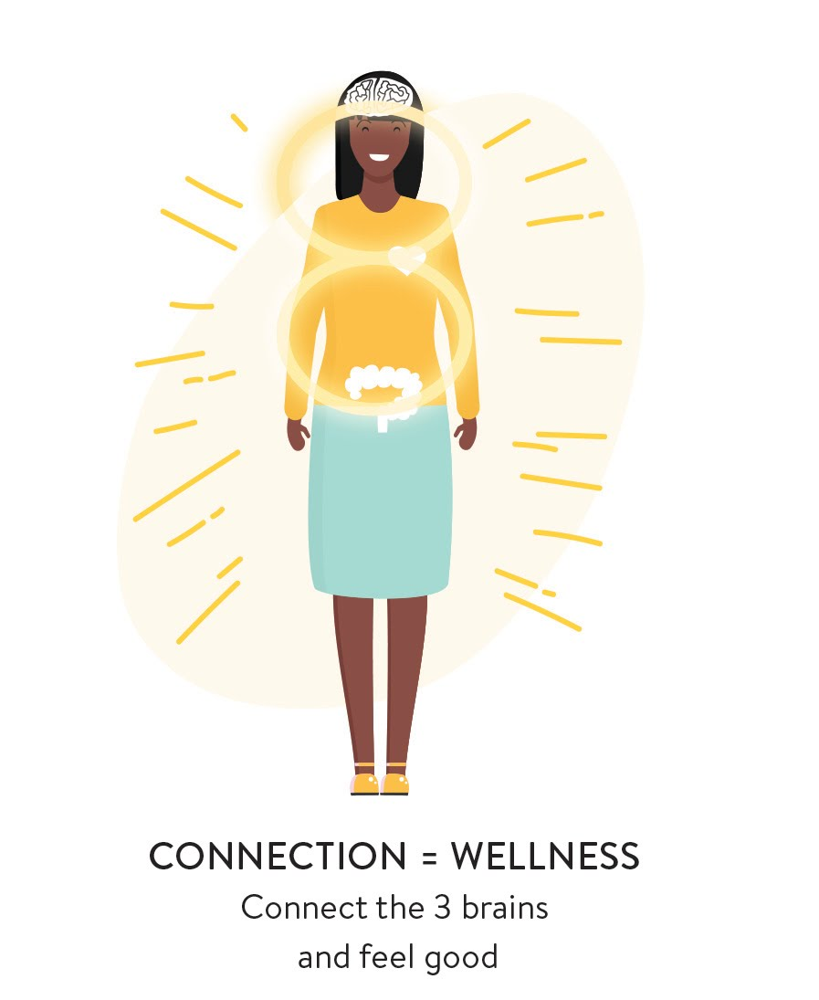 CONNECTION = WELLNESS
Connect the 3 brains
and feel good